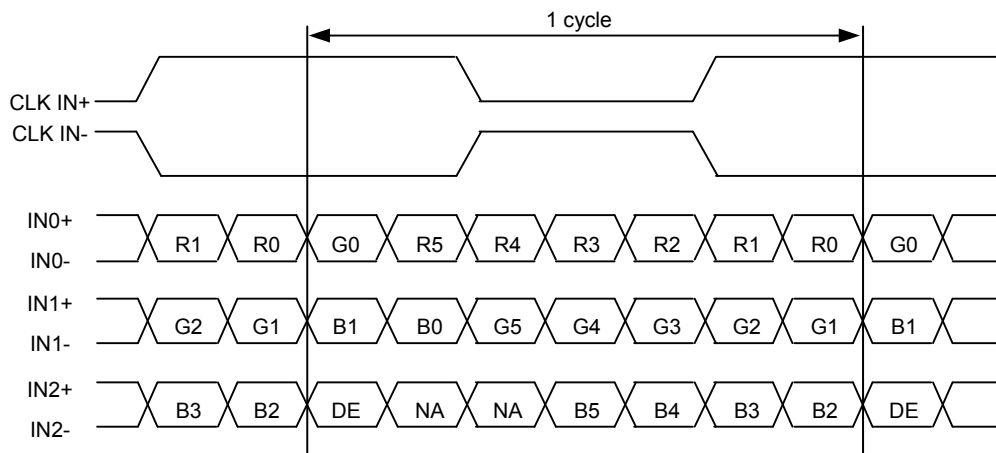 1 cycle
CLK IN+
CLK IN-
IN0+
R1 R0 G0 R5 R4 R3 R2 R1 R0 G0
IN0-
IN1+
G2 G1 B1 B0 G5 G4 G3 G2 G1 B1
IN1-
IN2+
B3 B2 DE NA NA B5 B4 B3 B2 DE
IN2-